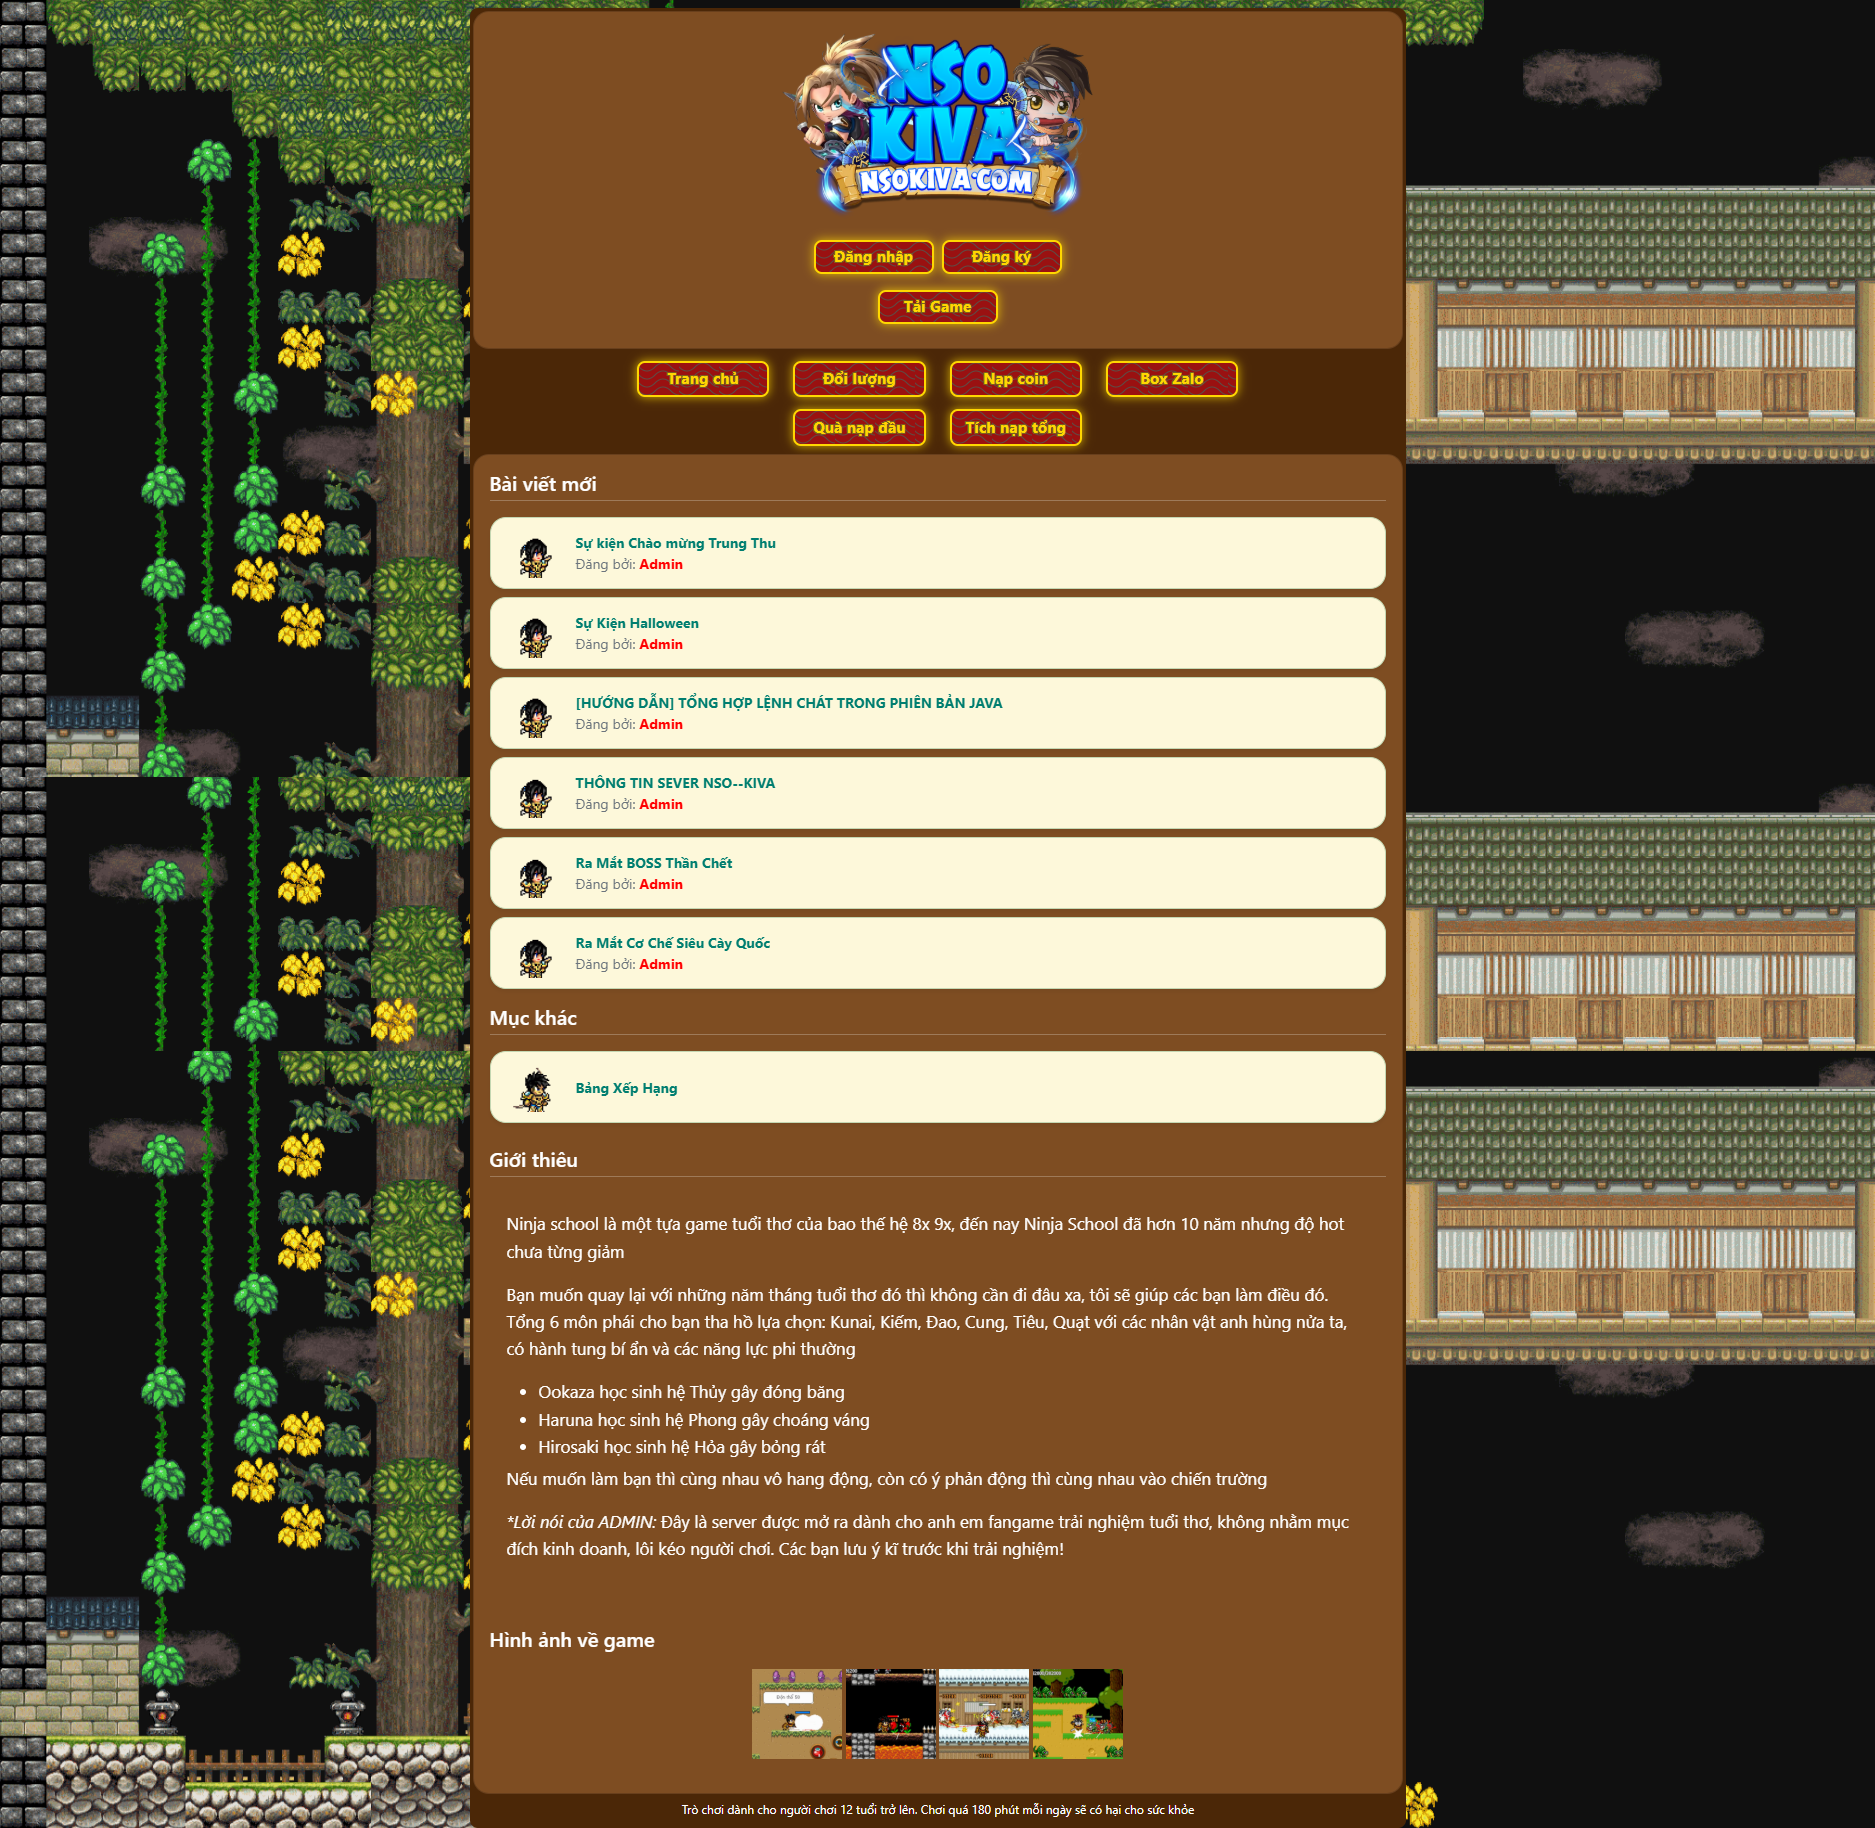 NSO
KIVA
NSOKIVA.COM
Đăng nhập Đăng ký
Tải Game
Trang chủ Đổi lượng Nạp coin Box Zalo
Quà nạp đầu Tích nạp tổng
Bài viết mới
Sự kiện Chào mừng Trung Thu
Đăng bởi: Admin
Sự Kiện Halloween
Đăng bởi: Admin
[HƯỚNG DẪN] TỔNG HỢP LỆNH CHÁT TRONG PHIÊN BẢN JAVA
Đăng bởi: Admin
THÔNG TIN SEVER NSO--KIVA
Đăng bởi: Admin
Ra Mắt BOSS Thần Chết
Đăng bởi: Admin
Ra Mắt Cơ Chế Siêu Cày Quốc
Đăng bởi: Admin
Mục khác
Bảng Xếp Hạng
Giới thiêu
Ninja school là một tựa game tuổi thơ của bao thế hệ 8x 9x, đến nay Ninja School đã hơn 10 năm nhưng độ hot
chưa từng giảm
Bạn muốn quay lại với những năm tháng tuổi thơ đó thì không cần đi đâu xa, tôi sẽ giúp các bạn làm điều đó.
Tổng 6 môn phái cho bạn tha hồ lựa chọn: Kunai, Kiếm, Đao, Cung, Tiêu, Quạt với các nhân vật anh hùng nửa ta,
có hành tung bí ẩn và các năng lực phi thường
• Ookaza học sinh hệ Thủy gây đóng băng
• Haruna học sinh hệ Phong gây choáng váng
• Hirosaki học sinh hệ Hỏa gây bỏng rát
Nếu muốn làm bạn thì cùng nhau vô hang động, còn có ý phản động thì cùng nhau vào chiến trường
*Lời nói của ADMIN: Đây là server được mở ra dành cho anh em fangame trải nghiệm tuổi thơ, không nhằm mục
đích kinh doanh, lôi kéo người chơi. Các bạn lưu ý kĩ trước khi trải nghiệm!
Hình ảnh về game
Trò chơi dành cho người chơi 12 tuổi trở lên. Chơi quá 180 phút mỗi ngày sẽ có hại cho sức khỏe